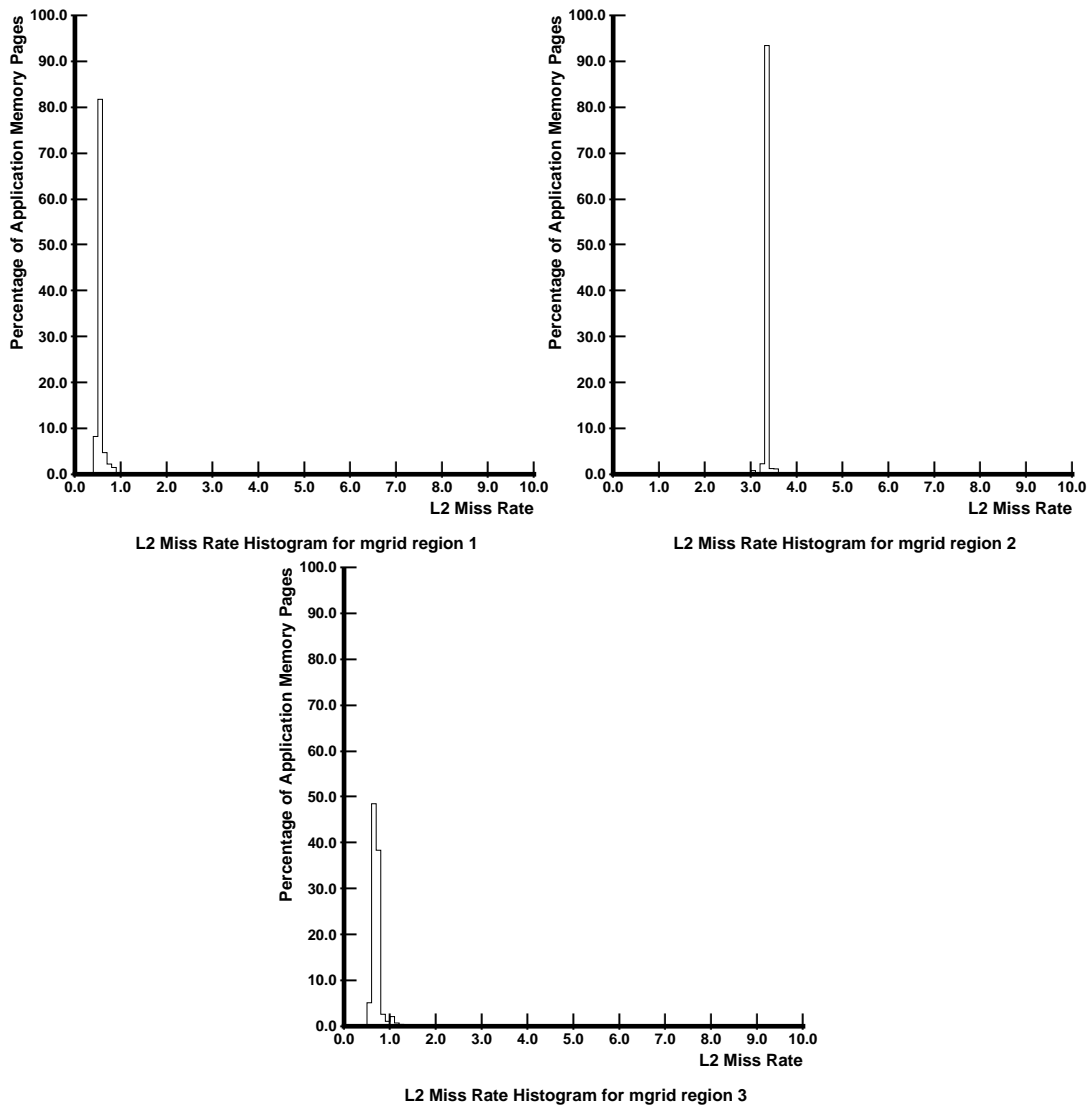 Percentage of Application Memory Pages
100.0
90.0
80.0
70.0
60.0
50.0
40.0
30.0
20.0
10.0
0.0
0.0 1.0 2.0 3.0 4.0 5.0 6.0 7.0 8.0 9.0 10.0
L2 Miss Rate
L2 Miss Rate Histogram for mgrid region 1
Percentage of Application Memory Pages
100.0
90.0
80.0
70.0
60.0
50.0
40.0
30.0
20.0
10.0
0.0
0.0 1.0 2.0 3.0 4.0 5.0 6.0 7.0 8.0 9.0 10.0
L2 Miss Rate
L2 Miss Rate Histogram for mgrid region 2
Percentage of Application Memory Pages
100.0
90.0
80.0
70.0
60.0
50.0
40.0
30.0
20.0
10.0
0.0
0.0 1.0 2.0 3.0 4.0 5.0 6.0 7.0 8.0 9.0 10.0
L2 Miss Rate
L2 Miss Rate Histogram for mgrid region 3